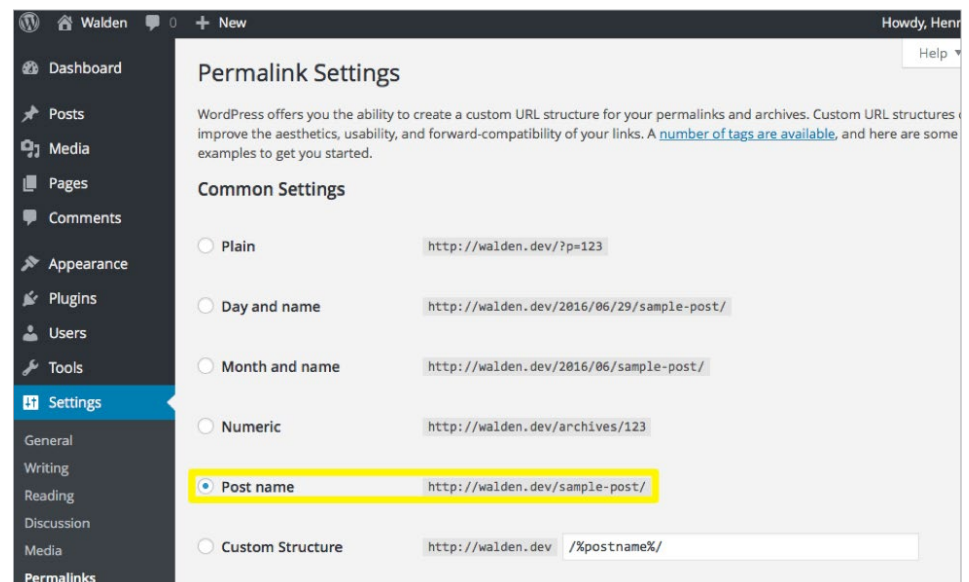 Walden 0 + New Howdy, Henr
Help
Dashboard
Posts
Media
Pages
Comments
Appearance
Plugins
Users
Tools
Settings
General
Writing
Reading
Discussion
Media
Permalinks
Permalink Settings
WordPress offers you the ability to create a custom URL structure for your permalinks and archives. Custom URL structures
improve the aesthetics, usability, and forward-compatibility of your links. A number of tags are available, and here are some
examples to get you started.
Common Settings
Plain http://walden.dev/?p=123
Day and name http://walden.dev/2016/06/29/sample-post/
Month and name http://walden.dev/2016/06/sample-post/
Numeric http://walden.dev/archives/123
Post name http://walden.dev/sample-post/
Custom Structure http://walden.dev /%postname%/